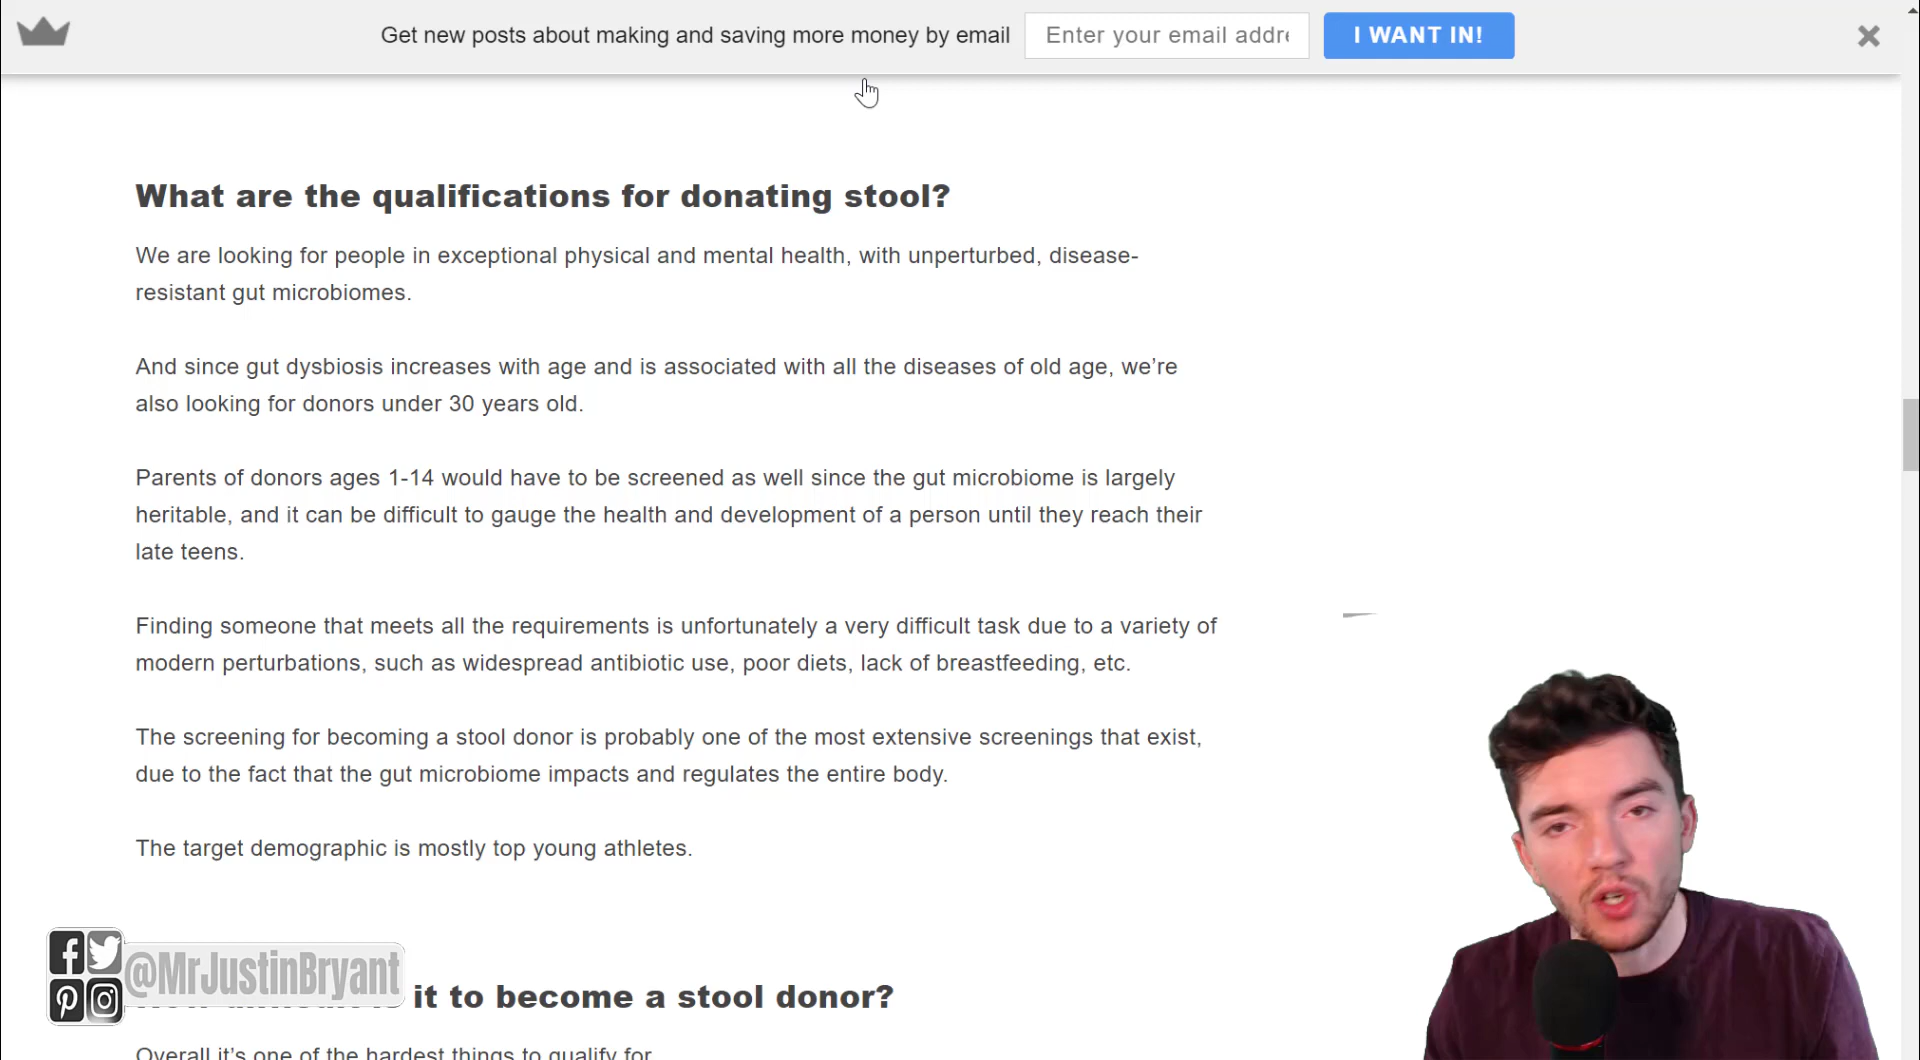 Get new posts about making and saving more money by email
Enter your email addre
I WANT IN!
What are the qualifications for donating stool?
We are looking for people in exceptional physical and mental health, with unperturbed, disease-
resistant gut microbiomes.
And since gut dysbiosis increases with age and is associated with all the diseases of old age, we’re
also looking for donors under 30 years old.
Parents of donors ages 1-14 would have to be screened as well since the gut microbiome is largely
heritable, and it can be difficult to gauge the health and development of a person until they reach their
late teens.
Finding someone that meets all the requirements is unfortunately a very difficult task due to a variety of
modern perturbations, such as widespread antibiotic use, poor diets, lack of breastfeeding, etc.
The screening for becoming a stool donor is probably one of the most extensive screenings that exist,
due to the fact that the gut microbiome impacts and regulates the entire body.
The target demographic is mostly top young athletes.
@MrJustinBryant
it to become a stool donor?
Overall it’s one of the hardest things to qualify for